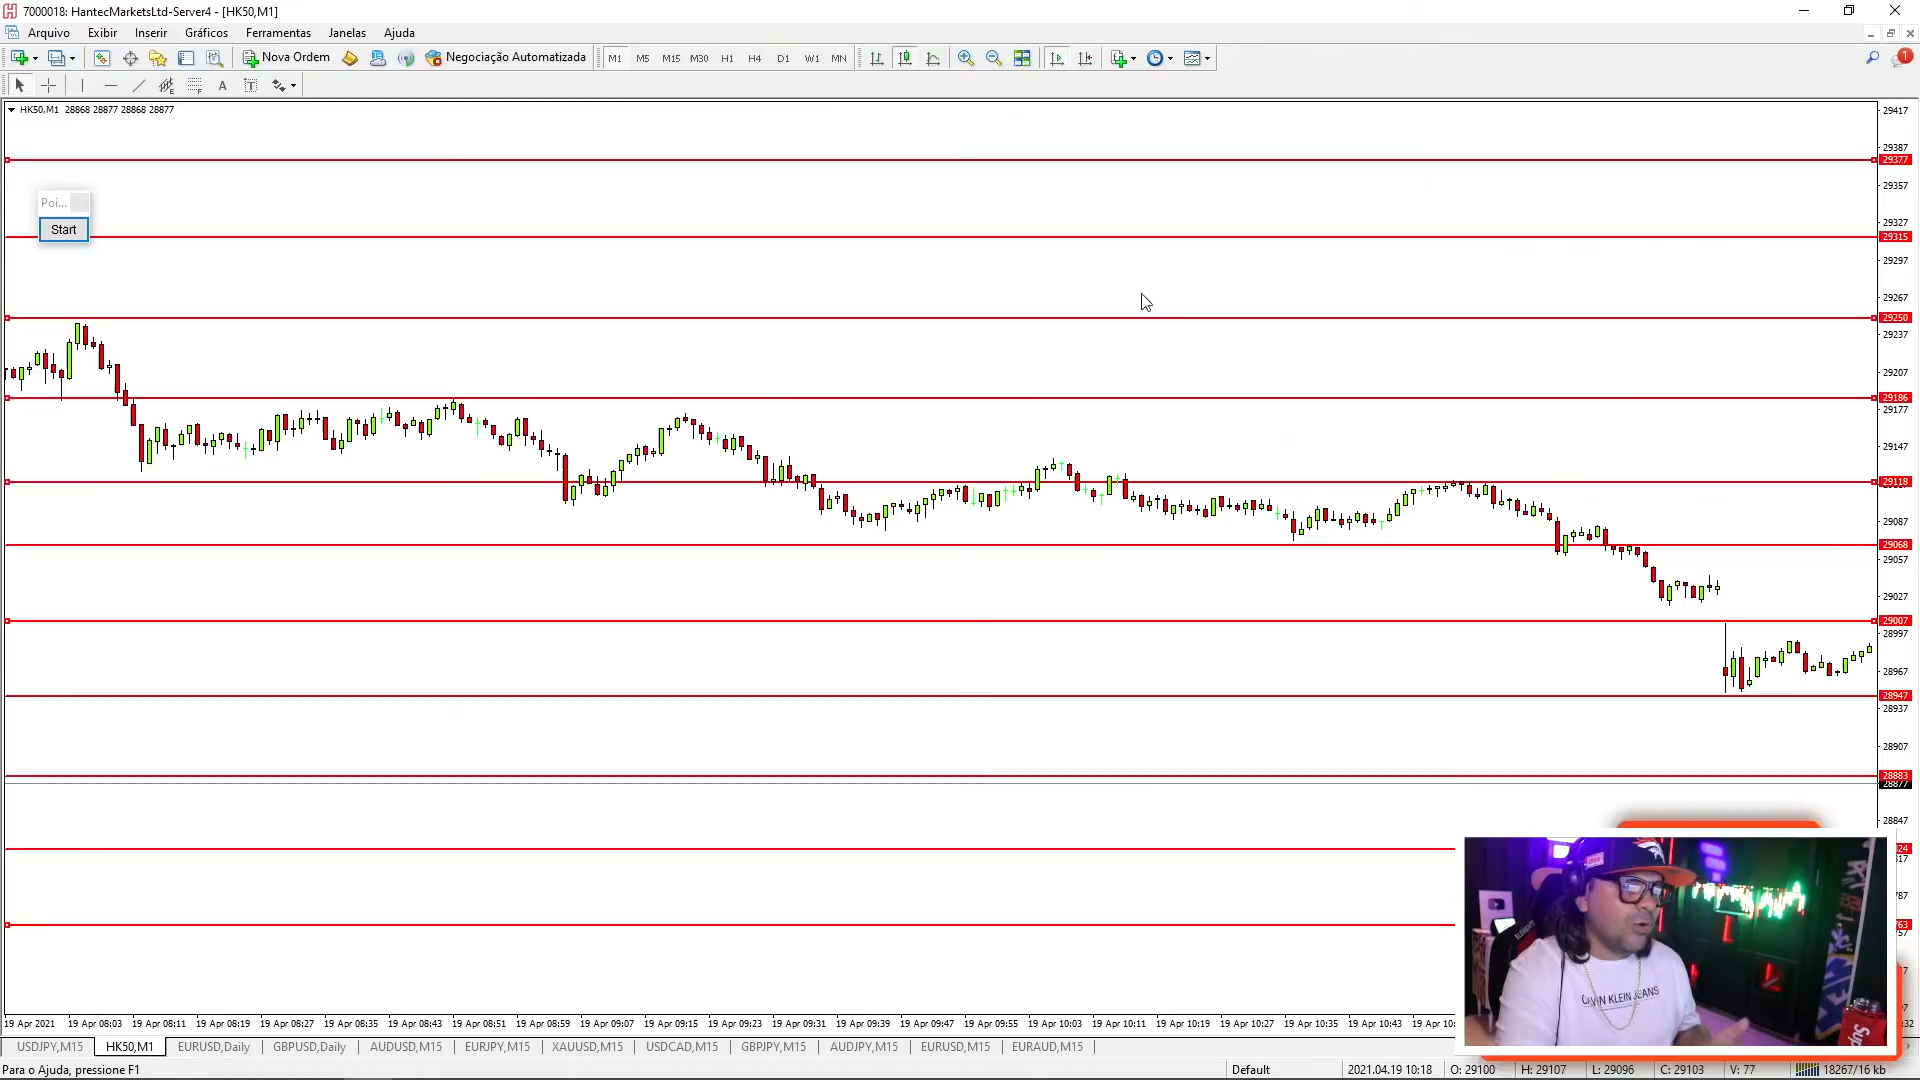 7000018: HantecMarketsLtd-Server4 - [HK50,M1]
Arquivo Exibir Inserir Gráficos Ferramentas Janelas Ajuda
Nova Ordem Negociação Automatizada M1 M5 M15 M30 H1 H4 D1 W1 MN 1
A T
HK50,M1 28868 28877 28868 28877
29417
29387
29377
29357
29327
29315
29297
29267
29250
29237
29207
29186
29177
29147
29118
29087
29068
29057
29027
29007
28997
28967
28947
28937
28907
28883
28877
28847
Poi...
Start
CALVIN KLEIN JEANS
19 Apr 2021 19 Apr 08:03 19 Apr 08:11 19 Apr 08:19 19 Apr 08:27 19 Apr 08:35 19 Apr 08:43 19 Apr 08:51 19 Apr 08:59 19 Apr 09:07 19 Apr 09:15 19 Apr 09:23 19 Apr 09:31 19 Apr 09:39 19 Apr 09:47 19 Apr 09:55 19 Apr 10:03 19 Apr 10:11 19 Apr 10:19 19 Apr 10:27 19 Apr 10:35 19 Apr 10:43 19 Apr 10:
USDJPY,M15 HK50,M1 EURUSD,Daily GBPUSD,Daily AUDUSD,M15 EURJPY,M15 XAUUSD,M15 USDCAD,M15 GBPJPY,M15 AUDJPY,M15 EURUSD,M15 EURAUD,M15
Para o Ajuda, pressione F1 Default 2021.04.19 10:18 O: 29100 H: 29107 L: 29096 C: 29103 V: 77 18267/16 kb